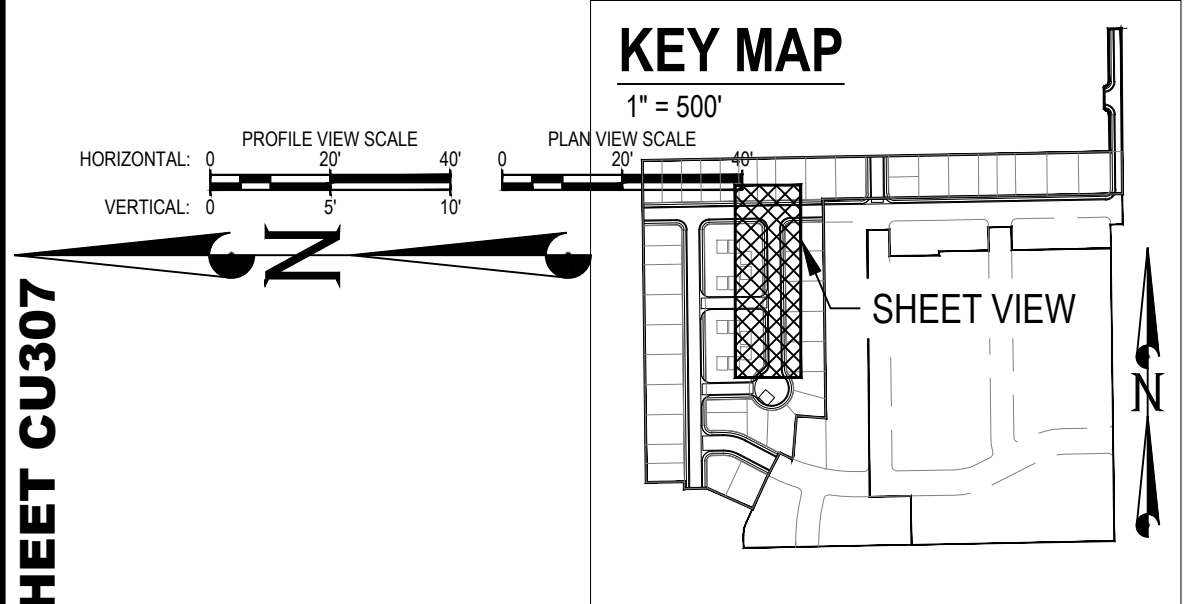 KEY MAP
1" = 500'
PROFILE VIEW SCALE
HORIZONTAL: 0 20' 40'
VERTICAL: 0 5' 10'
PLAN VIEW SCALE
0 20' 40'
N
SHEET VIEW
N
HEET CU307